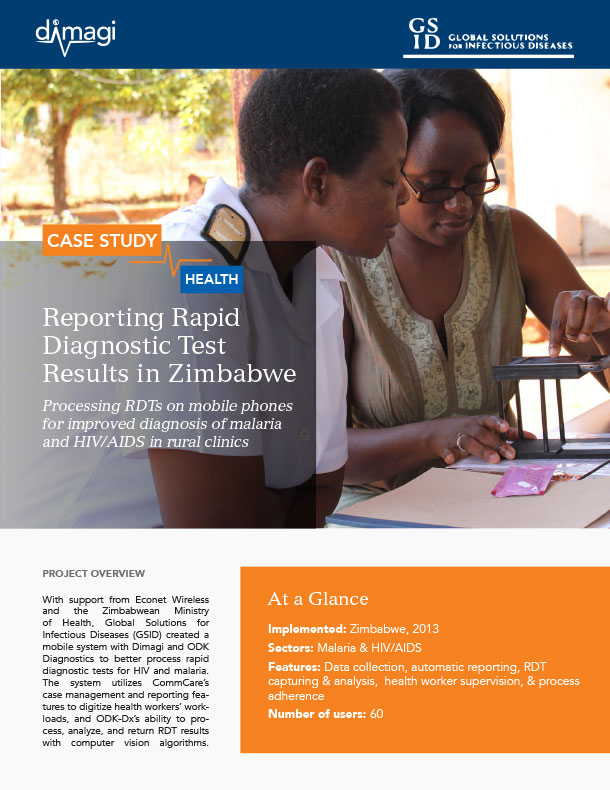 dimagi
GS
ID
GLOBAL SOLUTIONS
FOR INFECTIOUS DISEASES
CASE STUDY
HEALTH
Reporting Rapid
Diagnostic Test
Results in Zimbabwe
Processing RDTs on mobile phones
for improved diagnosis of malaria
and HIV/AIDS in rural clinics
PROJECT OVERVIEW
With support from Econet Wireless
and the Zimbabwean Ministry
of Health, Global Solutions for
Infectious Diseases (GSID) created a
mobile system with Dimagi and ODK
Diagnostics to better process rapid
diagnostic tests for HIV and malaria.
The system utilizes CommCare's
case management and reporting fea-
tures to digitize health workers' work-
loads, and ODK-Dx's ability to pro-
cess, analyze, and return RDT results
with computer vision algorithms.
At a Glance
Implemented: Zimbabwe, 2013
Sectors: Malaria & HIV/AIDS
Features: Data collection, automatic reporting, RDT
capturing & analysis, health worker supervision, & process
adherence
Number of users: 60